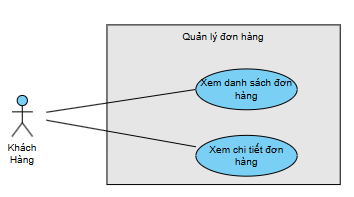 Quản lý đơn hàng
Xem danh sách đơn
hàng
Khách
Hàng
Xem chi tiết đơn
hàng